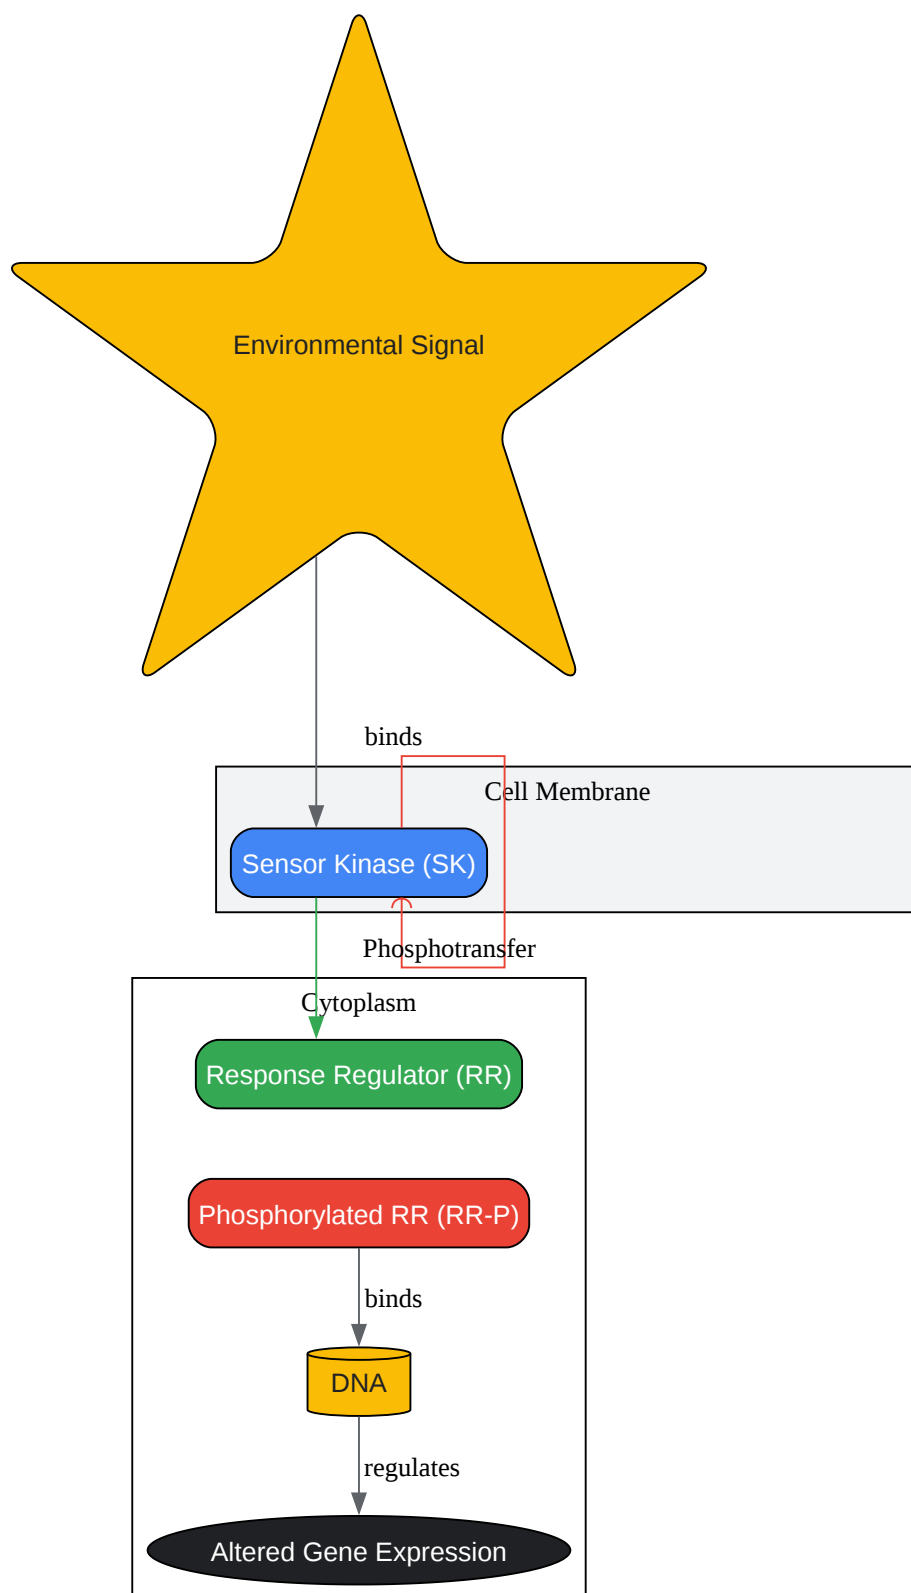 Environmental Signal
binds
Cell Membrane
Sensor Kinase (SK)
Phosphotransfer
Cytoplasm
Response Regulator (RR)
Phosphorylated RR (RR-P)
binds
DNA
regulates
Altered Gene Expression